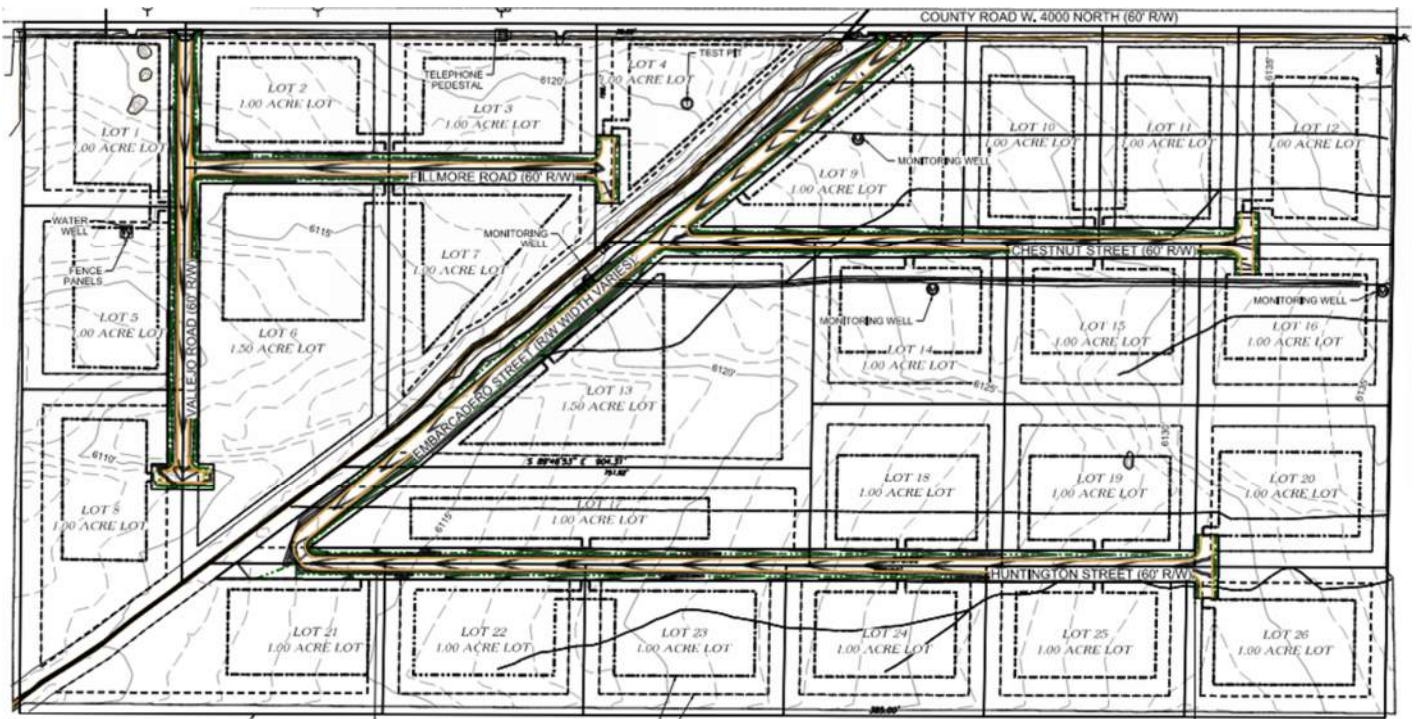 COUNTY ROAD W. 4000 NORTH (60' R/W)
LOT 1
1.00 ACRE LOT
LOT 2
1.00 ACRE LOT
TELEPHONE
PEDESTAL
LOT 3
1.00 ACRE LOT
6120'
LOT 4
1.00 ACRE LOT
TEST PIT
LOT 9
1.00 ACRE LOT
MONITORING WELL
LOT 10
1.00 ACRE LOT
LOT 11
1.00 ACRE LOT
6135'
LOT 12
1.00 ACRE LOT
FILLMORE ROAD (60' R/W)
WATER
WELL
FENCE
PANELS
LOT 5
1.00 ACRE LOT
VALLEJO ROAD (60' R/W)
6115'
LOT 6
1.50 ACRE LOT
LOT 7
1.00 ACRE LOT
MONITORING
WELL
EMBARCADERO STREET (R/W WIDTH VARIES)
CHESTNUT STREET (60' R/W)
MONITORING WELL
LOT 14
1.00 ACRE LOT
LOT 15
1.00 ACRE LOT
MONITORING WELL
LOT 16
1.00 ACRE LOT
6120'
6125'
6135'
LOT 13
1.50 ACRE LOT
6130'
6110'
LOT 8
1.00 ACRE LOT
6115'
LOT 17
1.00 ACRE LOT
LOT 18
1.00 ACRE LOT
LOT 19
1.00 ACRE LOT
LOT 20
1.00 ACRE LOT
HUNTINGTON STREET (60' R/W)
LOT 21
1.00 ACRE LOT
LOT 22
1.00 ACRE LOT
LOT 23
1.00 ACRE LOT
LOT 24
1.00 ACRE LOT
LOT 25
1.00 ACRE LOT
LOT 26
1.00 ACRE LOT